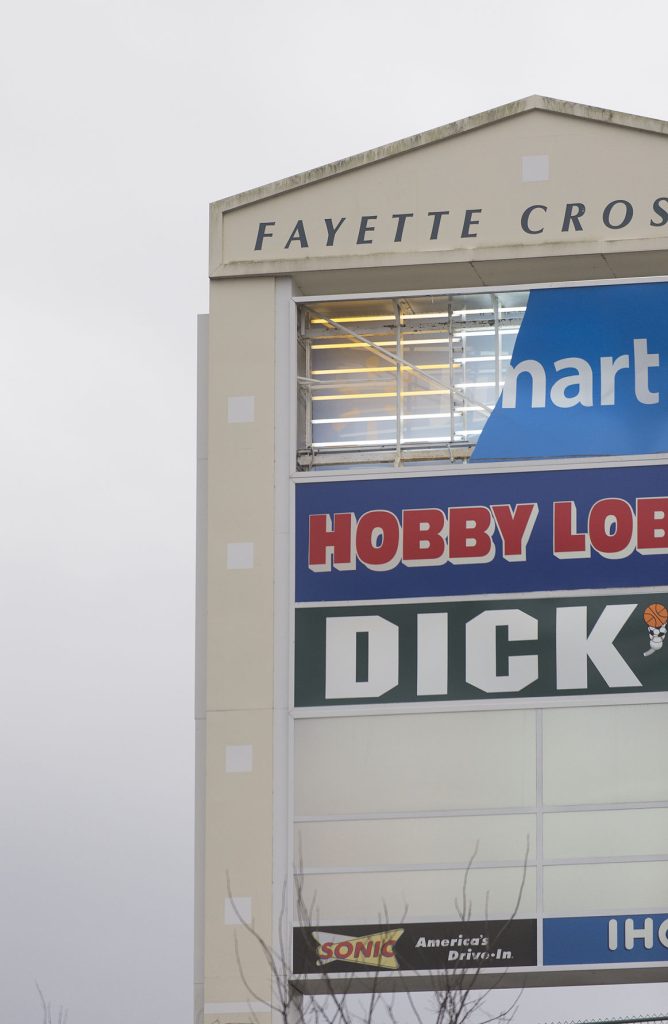 FAYETTE CROS
mart
HOBBY LOB
DICK'
SONIC America's
Drive-In
IHO